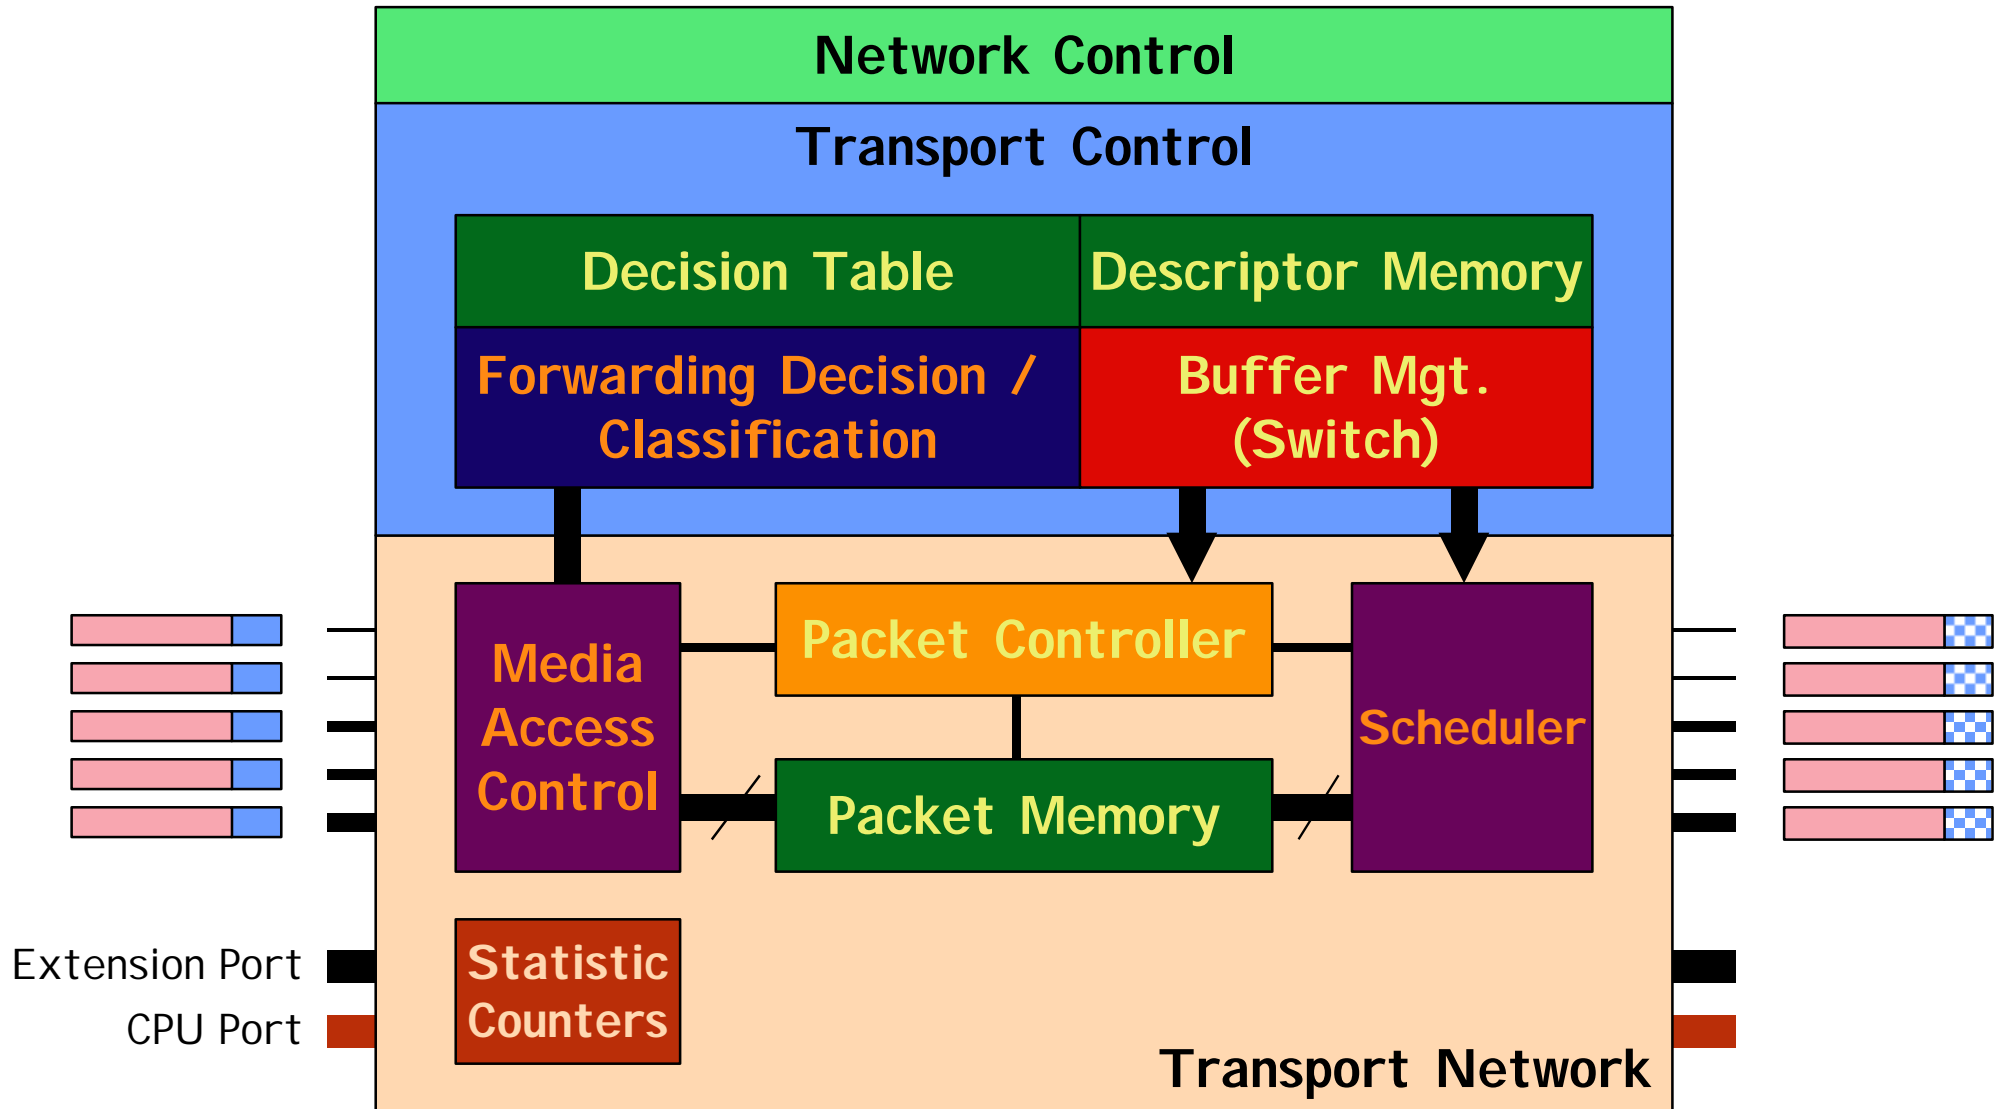 Network Control
Transport Control
Decision Table
Descriptor Memory
Forwarding Decision /
Classification
Buffer Mgt.
(Switch)
Media
Access
Control
Packet Controller
Packet Memory
Scheduler
Extension Port
CPU Port
Statistic
Counters
Transport Network